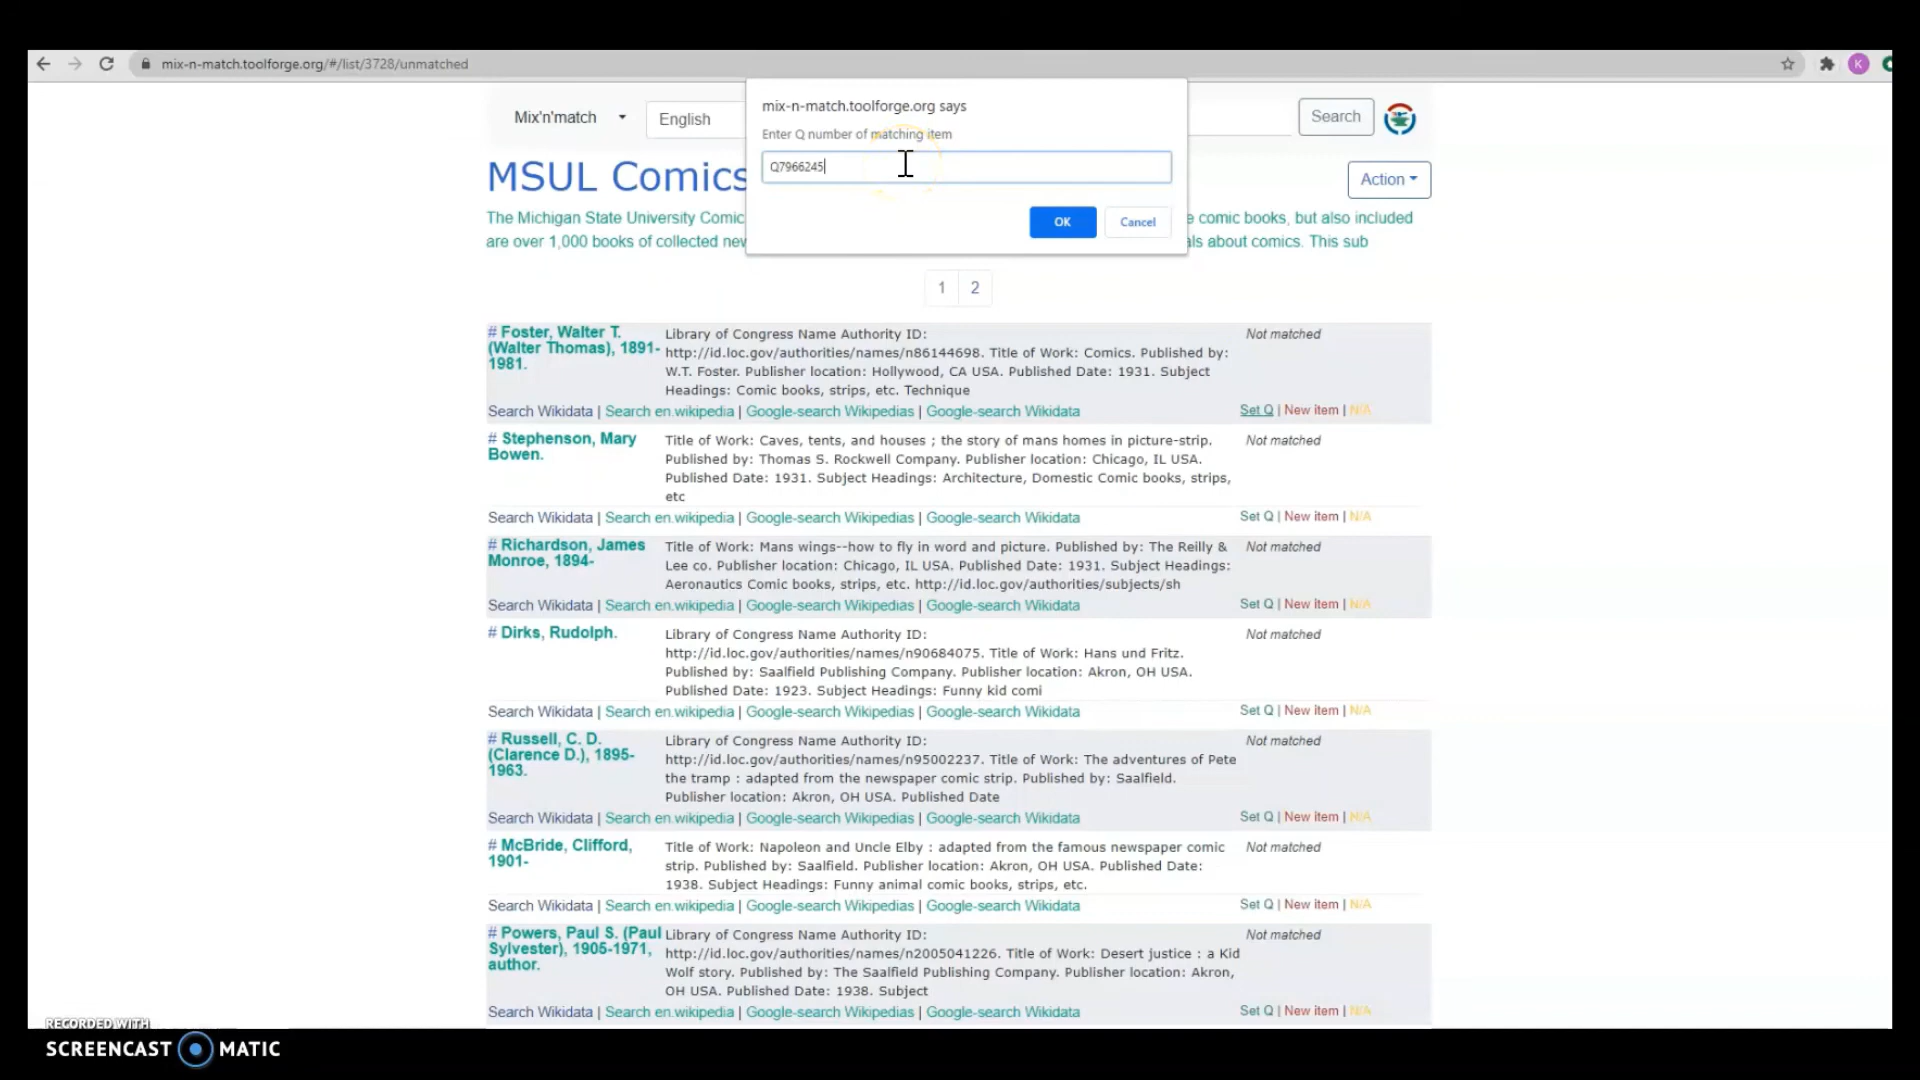 mix-n-match.toolforge.org/#/list/3728/unmatched
K
mix-n-match.toolforge.org says
Enter Q number of matching item
Q7966245
OK
Cancel
Mix'n'match
English
Search
MSUL Comics
Action
The Michigan State University Comic
e comic books, but also included
are over 1,000 books of collected new
als about comics. This sub
1 2
# Foster, Walter T.
(Walter Thomas), 1891-
1981.
Library of Congress Name Authority ID:
http://id.loc.gov/authorities/names/n86144698. Title of Work: Comics. Published by:
W.T. Foster. Publisher location: Hollywood, CA USA. Published Date: 1931. Subject
Headings: Comic books, strips, etc. Technique
Not matched
Search Wikidata | Search en.wikipedia | Google-search Wikipedias | Google-search Wikidata
Set Q | New item | N/A
# Stephenson, Mary
Bowen.
Title of Work: Caves, tents, and houses ; the story of mans homes in picture-strip.
Published by: Thomas S. Rockwell Company. Publisher location: Chicago, IL USA.
Published Date: 1931. Subject Headings: Architecture, Domestic Comic books, strips,
etc
Not matched
Search Wikidata | Search en.wikipedia | Google-search Wikipedias | Google-search Wikidata
Set Q | New item | N/A
# Richardson, James
Monroe, 1894-
Title of Work: Mans wings--how to fly in word and picture. Published by: The Reilly &
Lee co. Publisher location: Chicago, IL USA. Published Date: 1931. Subject Headings:
Aeronautics Comic books, strips, etc. http://id.loc.gov/authorities/subjects/sh
Not matched
Search Wikidata | Search en.wikipedia | Google-search Wikipedias | Google-search Wikidata
Set Q | New item | N/A
# Dirks, Rudolph.
Library of Congress Name Authority ID:
http://id.loc.gov/authorities/names/n90684075. Title of Work: Hans und Fritz.
Published by: Saalfield Publishing Company. Publisher location: Akron, OH USA.
Published Date: 1923. Subject Headings: Funny kid comi
Not matched
Search Wikidata | Search en.wikipedia | Google-search Wikipedias | Google-search Wikidata
Set Q | New item | N/A
# Russell, C. D.
(Clarence D.), 1895-
1963.
Library of Congress Name Authority ID:
http://id.loc.gov/authorities/names/n95002237. Title of Work: The adventures of Pete
the tramp : adapted from the newspaper comic strip. Published by: Saalfield.
Publisher location: Akron, OH USA. Published Date
Not matched
Search Wikidata | Search en.wikipedia | Google-search Wikipedias | Google-search Wikidata
Set Q | New item | N/A
# McBride, Clifford,
1901-
Title of Work: Napoleon and Uncle Elby : adapted from the famous newspaper comic
strip. Published by: Saalfield. Publisher location: Akron, OH USA. Published Date:
1938. Subject Headings: Funny animal comic books, strips, etc.
Not matched
Search Wikidata | Search en.wikipedia | Google-search Wikipedias | Google-search Wikidata
Set Q | New item | N/A
# Powers, Paul S. (Paul
Sylvester), 1905-1971,
author.
Library of Congress Name Authority ID:
http://id.loc.gov/authorities/names/n2005041226. Title of Work: Desert justice : a Kid
Wolf story. Published by: The Saalfield Publishing Company. Publisher location: Akron,
OH USA. Published Date: 1938. Subject
Not matched
Search Wikidata | Search en.wikipedia | Google-search Wikipedias | Google-search Wikidata
Set Q | New item | N/A
RECORDED WITH
SCREENCAST MATIC